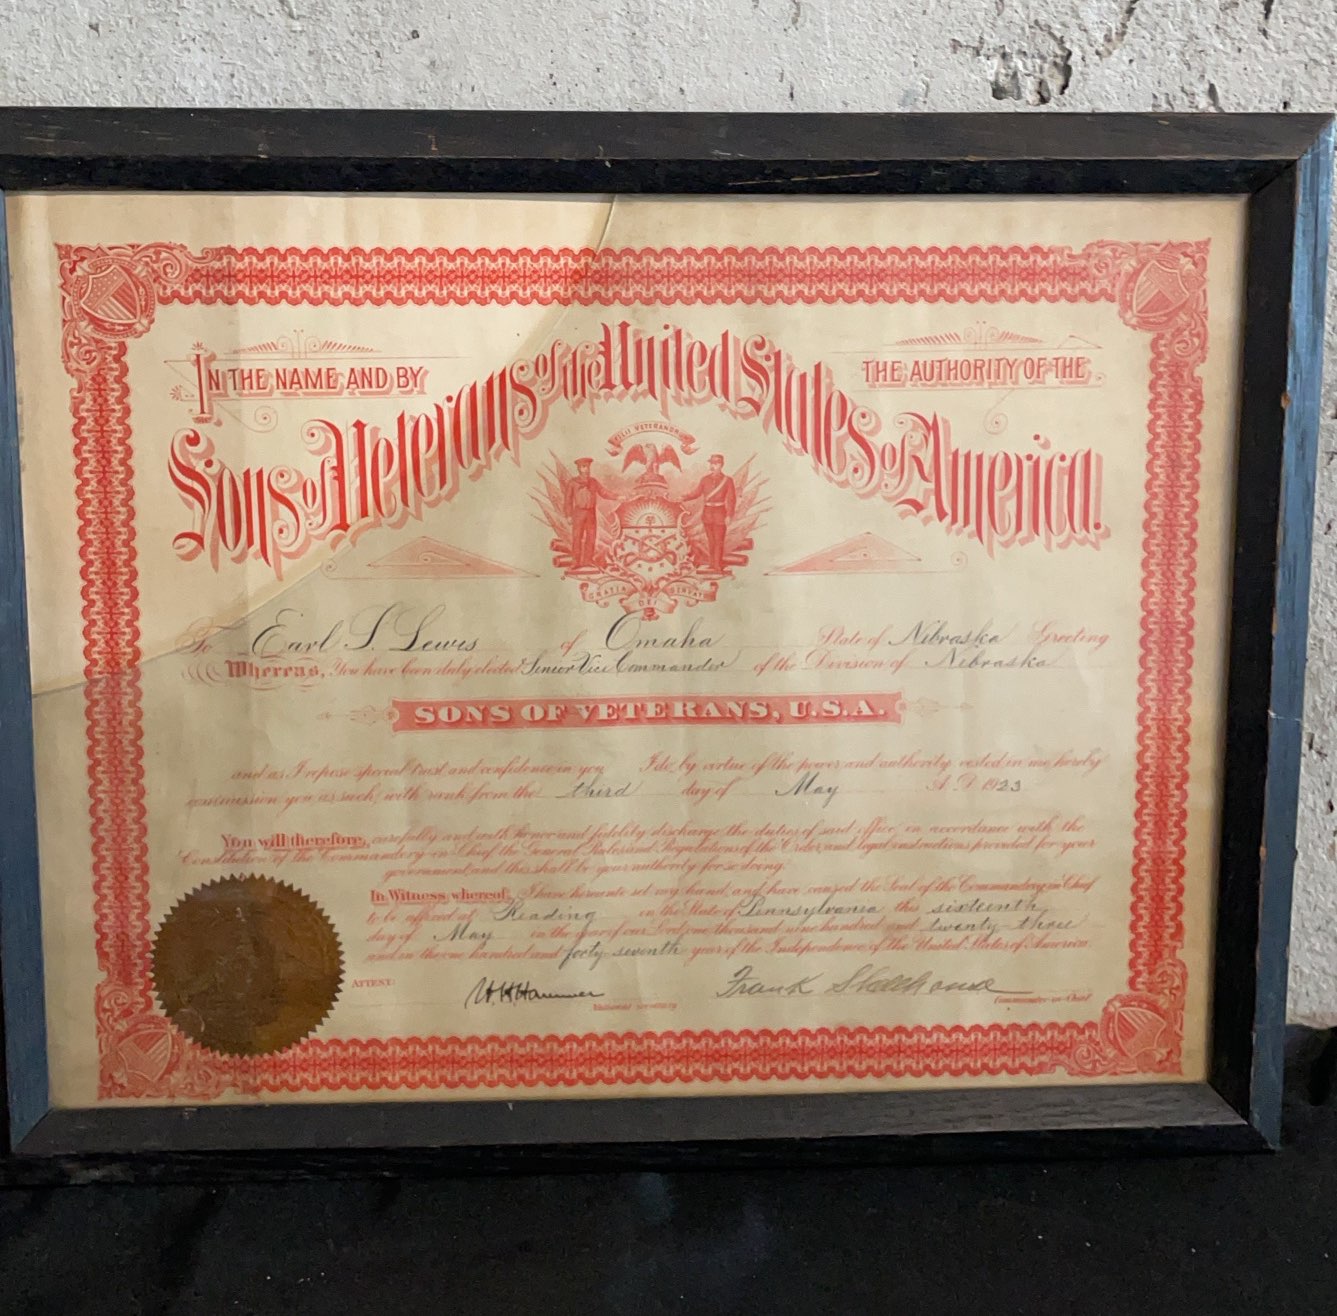 IN THE NAME AND BY THE AUTHORITY OF THE
Sons of Veterans of the United States of America.
FILII VETERANORUM
GRATIA DEI SERVATUS
To Earl S. Lewis of Omaha State of Nebraska Greeting
Whereas, You have been duly elected Senior Vice Commander of the Division of Nebraska
SONS OF VETERANS, U.S.A.
and as I repose special trust and confidence in you I do by virtue of the power and authority vested in me hereby
commission you as such, with rank from the third day of May A.D. 1923
You will therefore, carefully and with honor and fidelity discharge the duties of said office, in accordance with the
Constitution of the Commandery-in-Chief, the General Rules and Regulations of the Order, and legal instructions provided for your
government, and this shall be your authority for so doing.
In Witness whereof, I have hereunto set my hand, and have caused the Seal of the Commandery in Chief
to be affixed at Reading in the State of Pennsylvania this sixteenth
day of May in the year of our Lord one thousand nine hundred and twenty three
and in the one hundred and forty seventh year of the Independence of the United States of America.
ATTEST:
H H Hammer
National Secretary
Frank Shellhouse
Commander in Chief